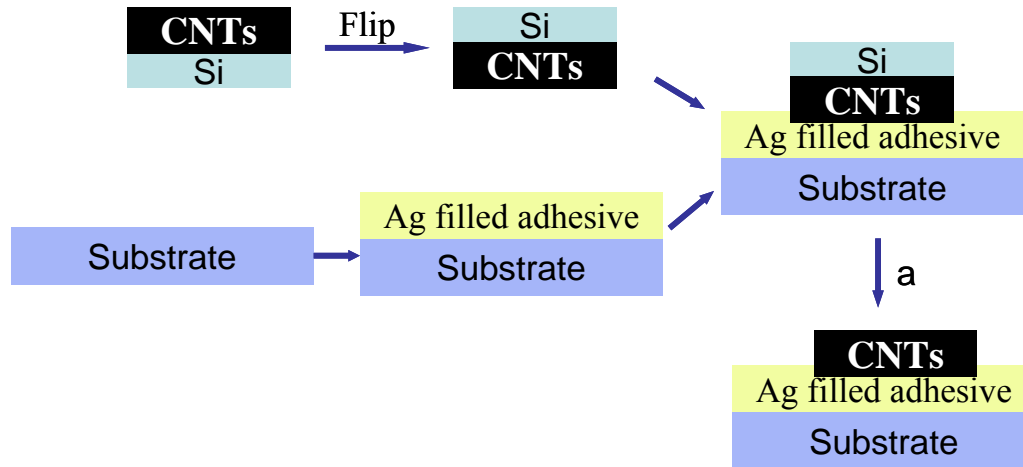 CNTs
Si
Flip
Si
CNTs
Si
CNTs
Ag filled adhesive
Substrate
Ag filled adhesive
Substrate
Substrate
a
CNTs
Ag filled adhesive
Substrate